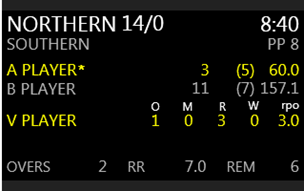 NORTHERN 14/0 8:40
SOUTHERN PP 8
A PLAYER* 3 (5) 60.0
B PLAYER 11 (7) 157.1
O M R W rpo
V PLAYER 1 0 3 0 3.0
OVERS 2 RR 7.0 REM 6